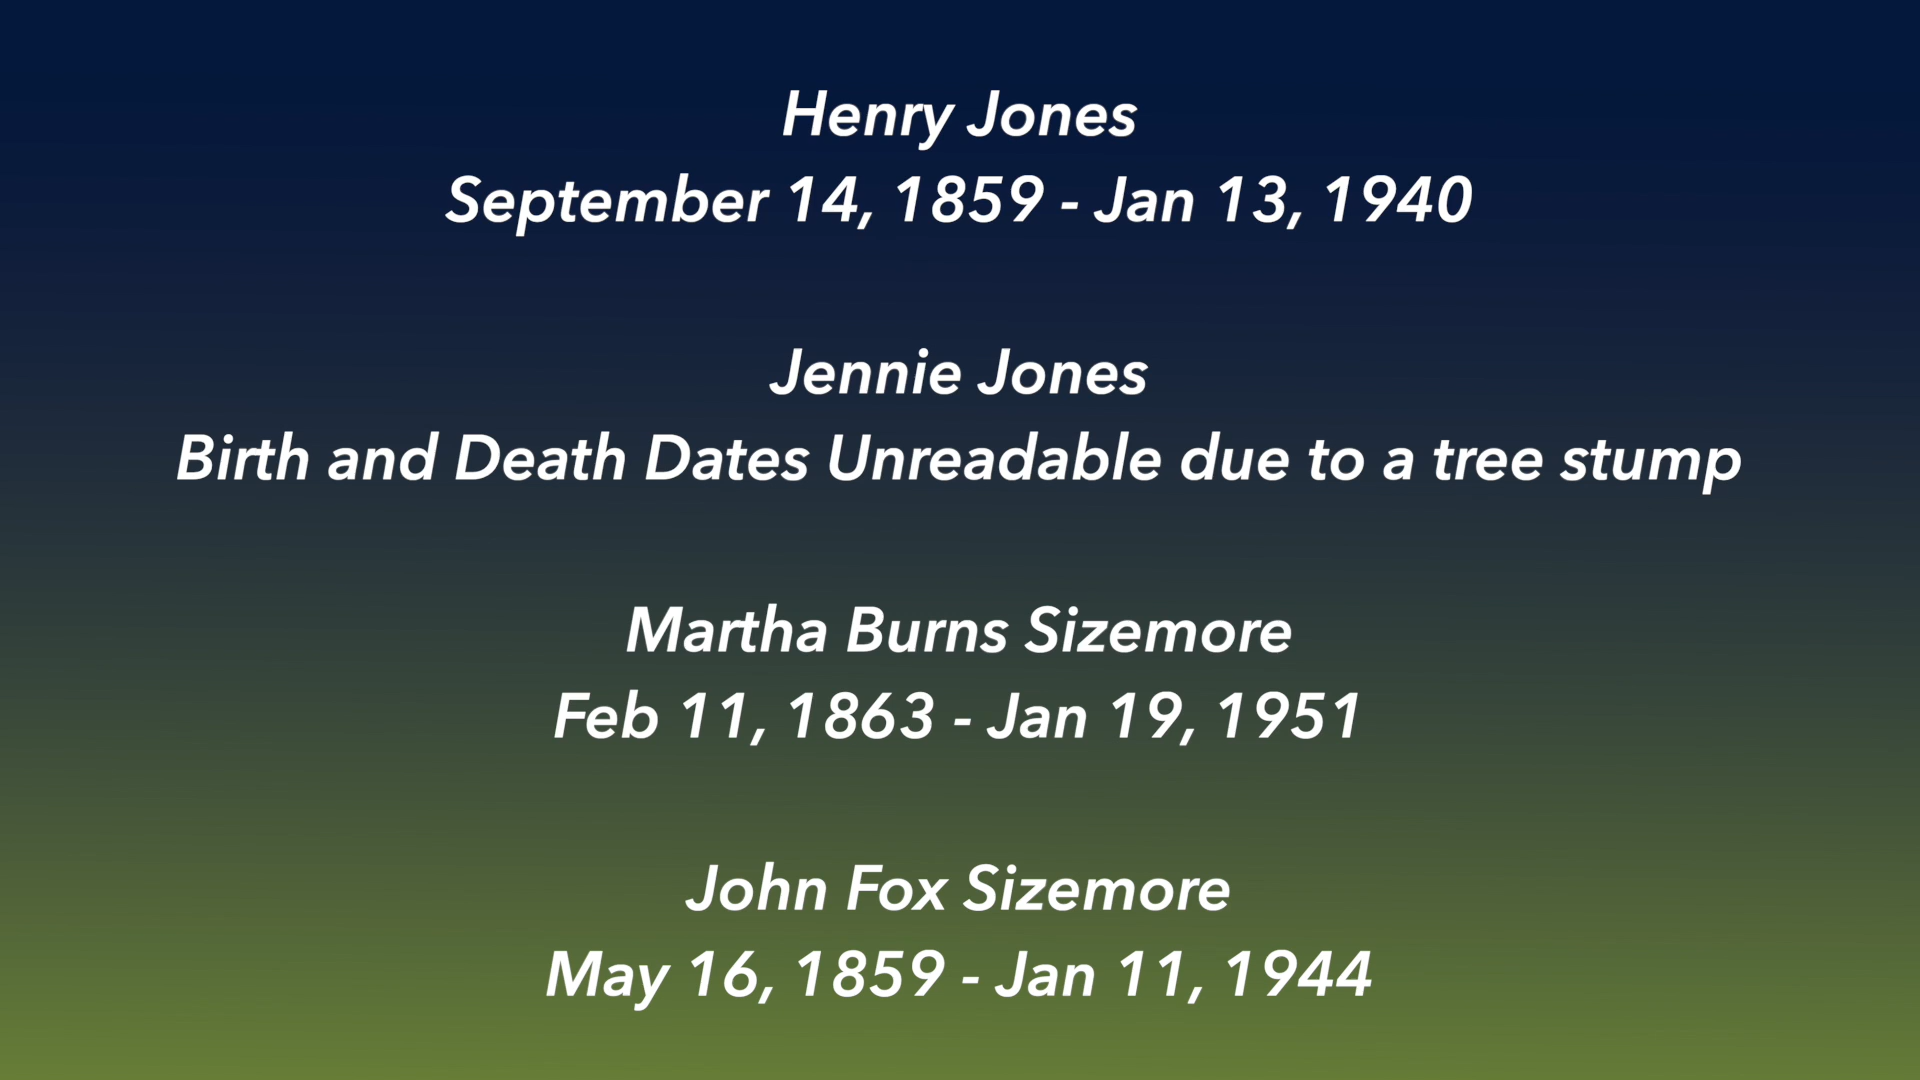 Henry Jones
September 14, 1859 - Jan 13, 1940
Jennie Jones
Birth and Death Dates Unreadable due to a tree stump
Martha Burns Sizemore
Feb 11, 1863 - Jan 19, 1951
John Fox Sizemore
May 16, 1859 - Jan 11, 1944